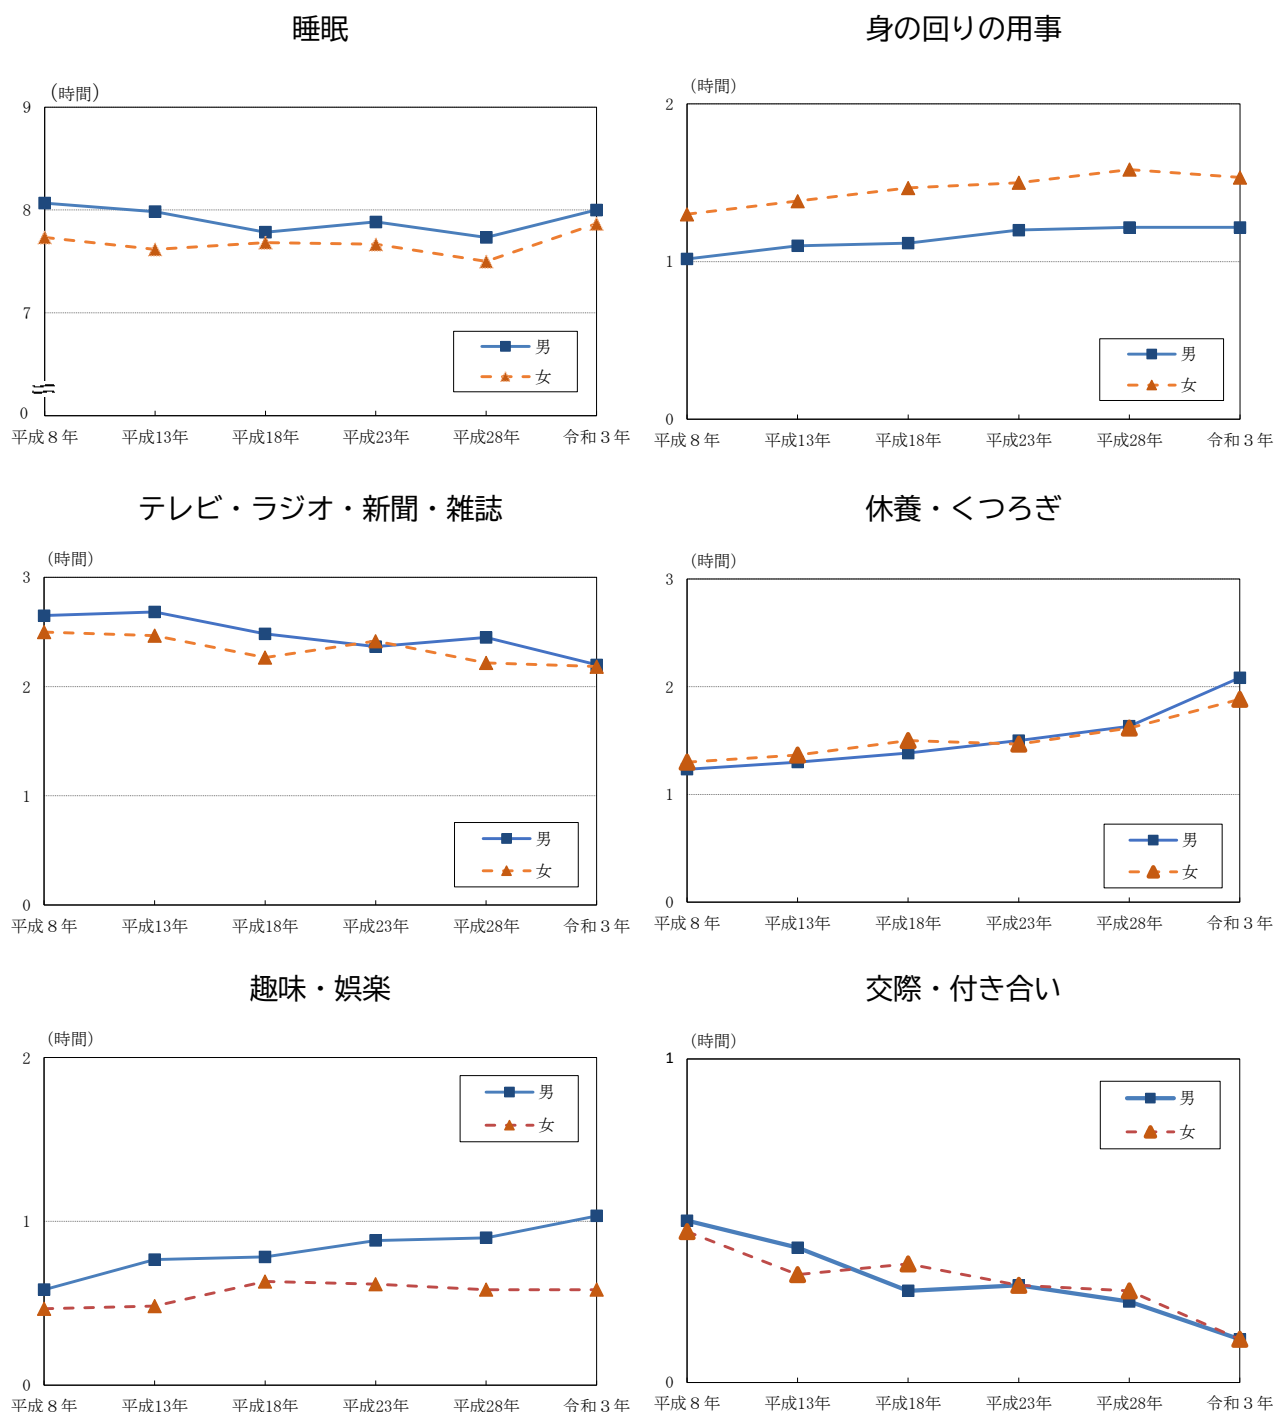 睡眠
(時間)
9
8
7
0
男
女
平成８年 平成13年 平成18年 平成23年 平成28年 令和３年
身の回りの用事
(時間)
2
1
0
男
女
平成８年 平成13年 平成18年 平成23年 平成28年 令和３年
テレビ・ラジオ・新聞・雑誌
(時間)
3
2
1
0
男
女
平成８年 平成13年 平成18年 平成23年 平成28年 令和３年
休養・くつろぎ
(時間)
3
2
1
0
男
女
平成８年 平成13年 平成18年 平成23年 平成28年 令和３年
趣味・娯楽
(時間)
2
1
0
男
女
平成８年 平成13年 平成18年 平成23年 平成28年 令和３年
交際・付き合い
(時間)
1
0
男
女
平成８年 平成13年 平成18年 平成23年 平成28年 令和３年